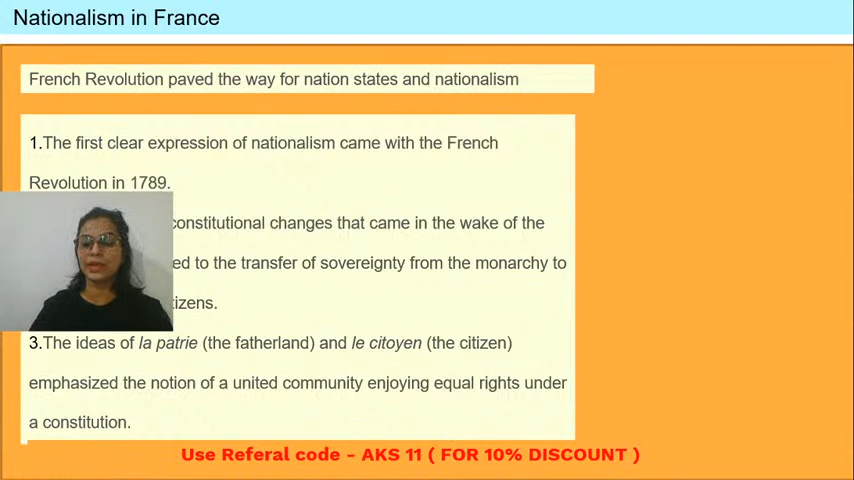 Nationalism in France
French Revolution paved the way for nation states and nationalism
1.The first clear expression of nationalism came with the French
Revolution in 1789.
constitutional changes that came in the wake of the
ed to the transfer of sovereignty from the monarchy to
tizens.
3.The ideas of la patrie (the fatherland) and le citoyen (the citizen)
emphasized the notion of a united community enjoying equal rights under
a constitution.
Use Referal code - AKS 11 ( FOR 10% DISCOUNT )